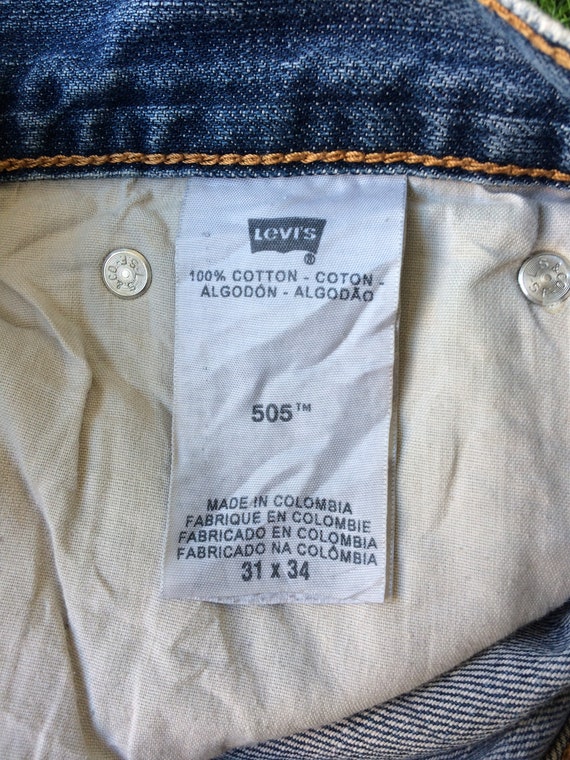 Levi's
®
100% COTTON - COTON -
ALGODÓN - ALGODÃO
505™
MADE IN COLOMBIA
FABRIQUE EN COLOMBIE
FABRICADO EN COLOMBIA
FABRICADO NA COLÔMBIA
31 x 34